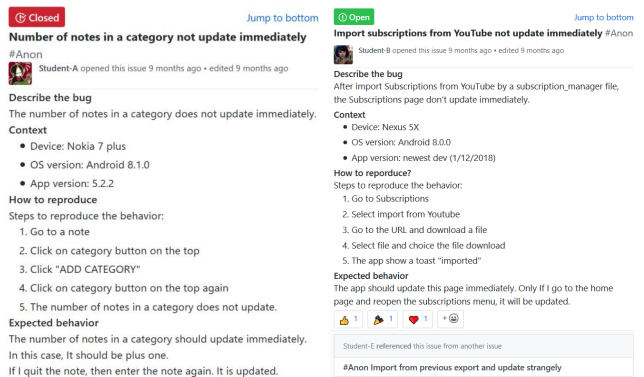 Closed
Jump to bottom
Number of notes in a category not update immediately
#Anon
Student-A opened this issue 9 months ago • edited 9 months ago
Describe the bug
The number of notes in a category does not update immediately.
Context
• Device: Nokia 7 plus
• OS version: Android 8.1.0
• App version: 5.2.2
How to reproduce
Steps to reproduce the behavior:
1. Go to a note
2. Click on category button on the top
3. Click "ADD CATEGORY"
4. Click on category button on the top again
5. The number of notes in a category does not update.
Expected behavior
The number of notes in a category should update immediately.
In this case, It should be plus one.
If I quit the note, then enter the note again. It is updated.
Open
Jump to bottom
Import subscriptions from YouTube not update immediately #Anon
Student-B opened this issue 9 months ago • edited 9 months ago
Describe the bug
After import Subscriptions from YouTube by a subscription_manager file,
the Subscriptions page don't update immediately.
Context
• Device: Nexus 5X
• OS version: Android 8.0.0
• App version: newest dev (1/12/2018)
How to reporduce?
Steps to reproduce the behavior:
1. Go to Subscriptions
2. Select import from Youtube
3. Go to the URL and download a file
4. Select file and choice the file download
5. The app show a toast "imported"
Expected behavior
The app should update this page immediately. Only If I go to the home
page and reopen the subscriptions menu, it will be updated.
👍 1 🎉 1 ❤️ 1 +😀
Student-E referenced this issue from another issue
#Anon Import from previous export and update strangely